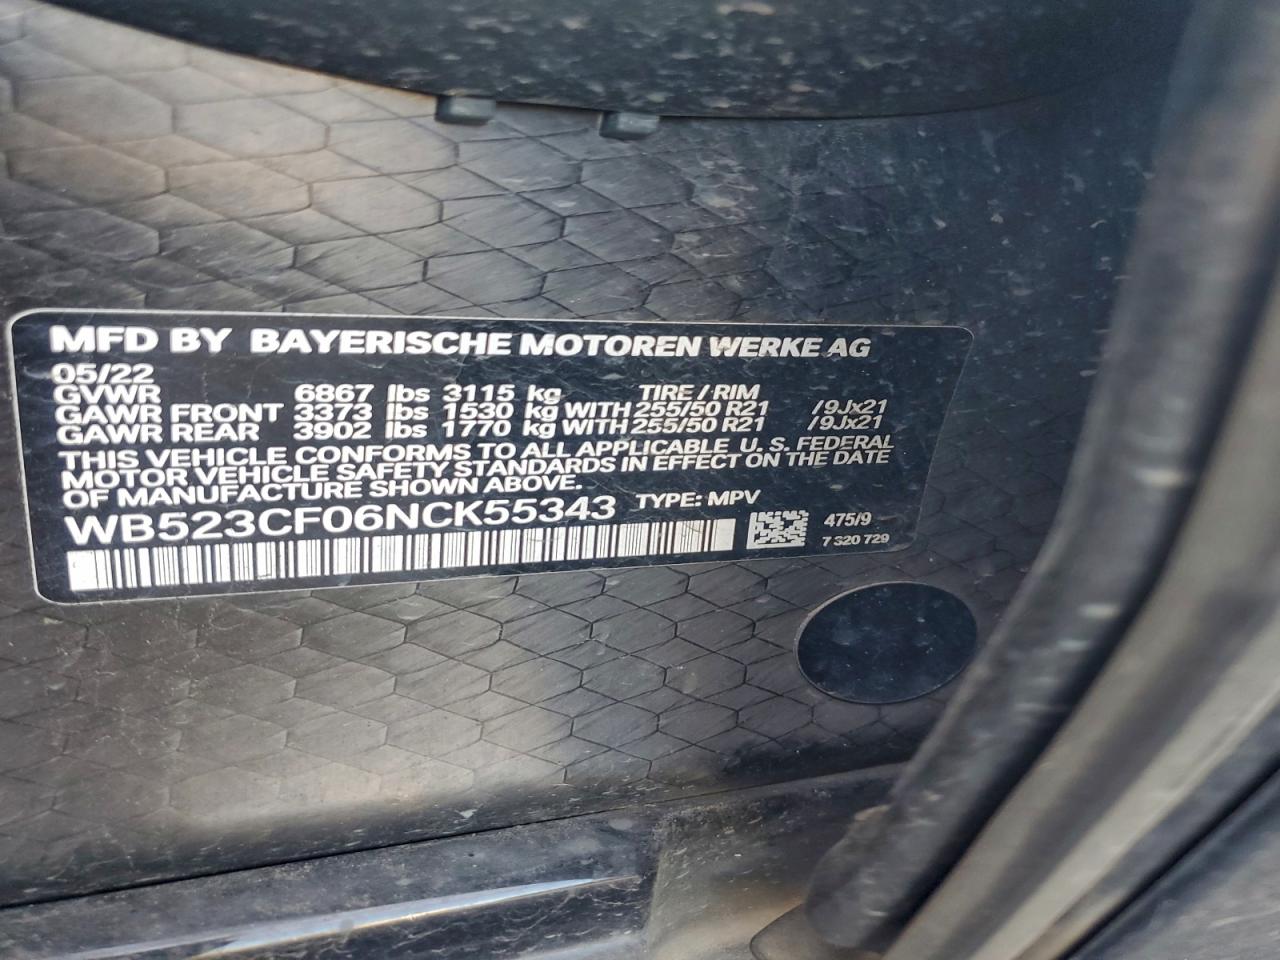 MFD BY BAYERISCHE MOTOREN WERKE AG
05/22
GVWR 6867 lbs 3115 kg TIRE / RIM
GAWR FRONT 3373 lbs 1530 kg WITH 255/50 R21 /9Jx21
GAWR REAR 3902 lbs 1770 kg WITH 255/50 R21 /9Jx21
THIS VEHICLE CONFORMS TO ALL APPLICABLE U.S. FEDERAL
MOTOR VEHICLE SAFETY STANDARDS IN EFFECT ON THE DATE
OF MANUFACTURE SHOWN ABOVE.
WB523CF06NCK55343 TYPE: MPV
475/9
7 320 729